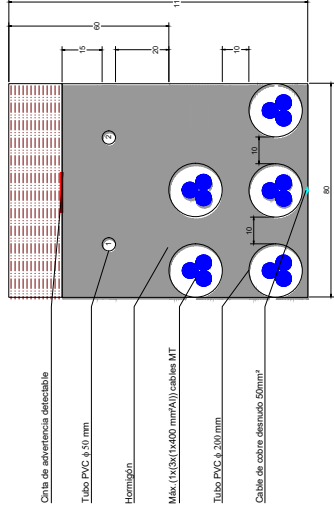 11
60
15
20
10
2
1
10
10
80
Cinta de advertencia detectable
Tubo PVC ϕ 50 mm
Hormigón
Máx.(1x(3x(1x400 mm²Al)) cables MT
Tubo PVC ϕ 200 mm
Cable de cobre desnudo 50mm²